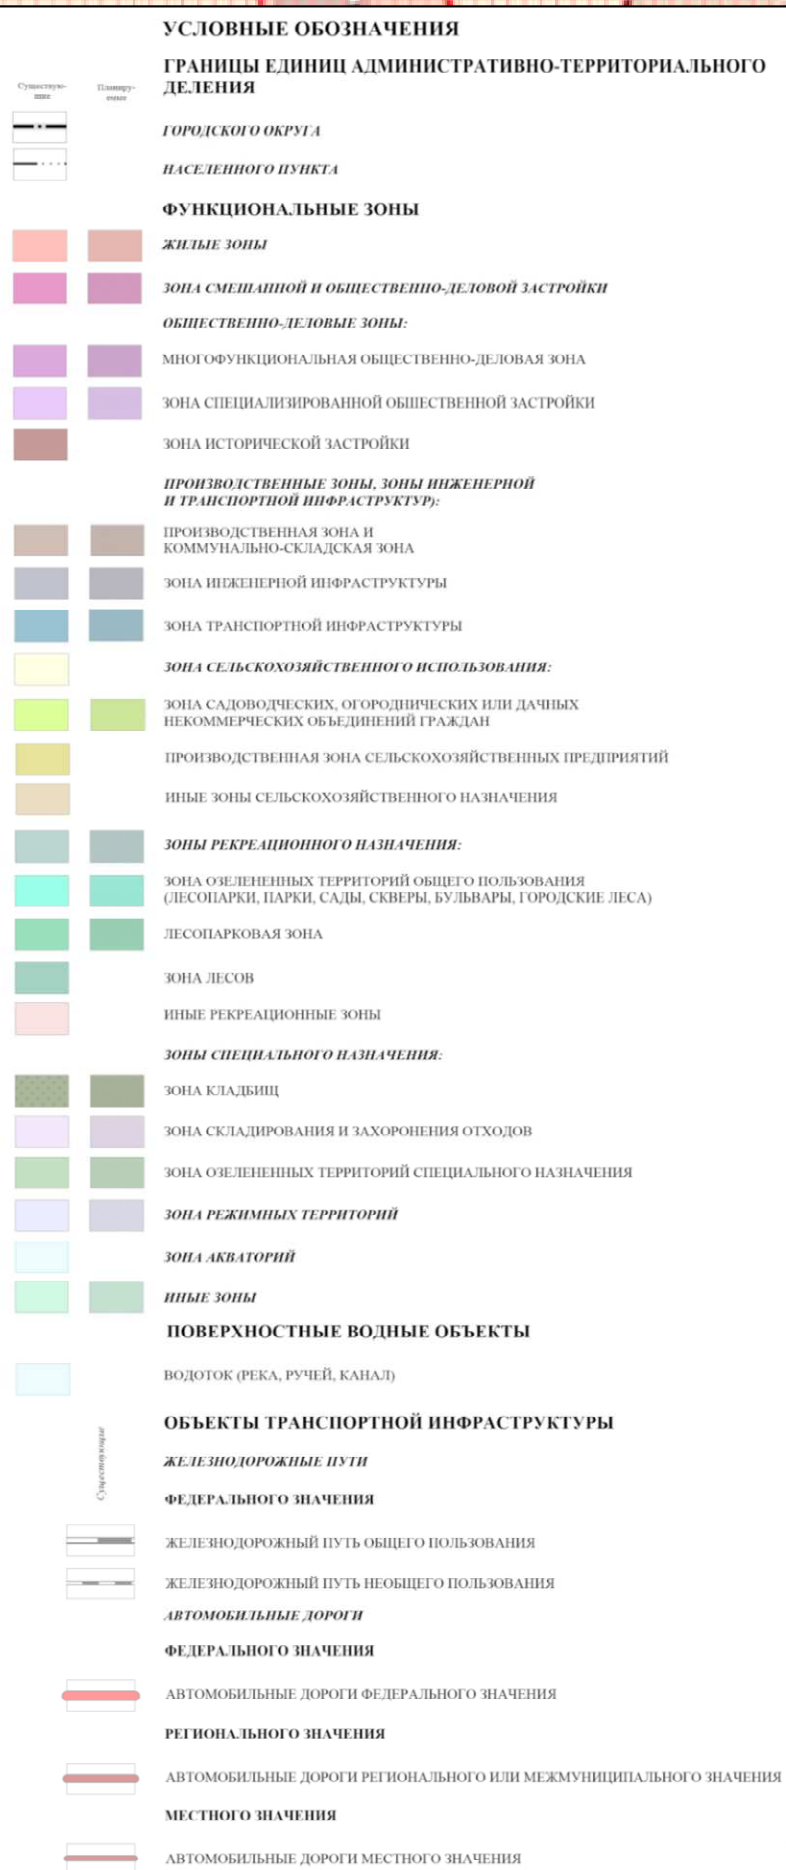 УСЛОВНЫЕ ОБОЗНАЧЕНИЯ
ГРАНИЦЫ ЕДИНИЦ АДМИНИСТРАТИВНО-ТЕРРИТОРИАЛЬНОГО
ДЕЛЕНИЯ
Существую-
щие
Планиру-
емые
ГОРОДСКОГО ОКРУГА
НАСЕЛЕННОГО ПУНКТА
ФУНКЦИОНАЛЬНЫЕ ЗОНЫ
ЖИЛЫЕ ЗОНЫ
ЗОНА СМЕШАННОЙ И ОБЩЕСТВЕННО-ДЕЛОВОЙ ЗАСТРОЙКИ
ОБЩЕСТВЕННО-ДЕЛОВЫЕ ЗОНЫ:
МНОГОФУНКЦИОНАЛЬНАЯ ОБЩЕСТВЕННО-ДЕЛОВАЯ ЗОНА
ЗОНА СПЕЦИАЛИЗИРОВАННОЙ ОБШЕСТВЕННОЙ ЗАСТРОЙКИ
ЗОНА ИСТОРИЧЕСКОЙ ЗАСТРОЙКИ
ПРОИЗВОДСТВЕННЫЕ ЗОНЫ, ЗОНЫ ИНЖЕНЕРНОЙ
И ТРАНСПОРТНОЙ ИНФРАСТРУКТУР):
ПРОИЗВОДСТВЕННАЯ ЗОНА И
КОММУНАЛЬНО-СКЛАДСКАЯ ЗОНА
ЗОНА ИНЖЕНЕРНОЙ ИНФРАСТРУКТУРЫ
ЗОНА ТРАНСПОРТНОЙ ИНФРАСТРУКТУРЫ
ЗОНА СЕЛЬСКОХОЗЯЙСТВЕННОГО ИСПОЛЬЗОВАНИЯ:
ЗОНА САДОВОДЧЕСКИХ, ОГОРОДНИЧЕСКИХ ИЛИ ДАЧНЫХ
НЕКОММЕРЧЕСКИХ ОБЪЕДИНЕНИЙ ГРАЖДАН
ПРОИЗВОДСТВЕННАЯ ЗОНА СЕЛЬСКОХОЗЯЙСТВЕННЫХ ПРЕДПРИЯТИЙ
ИНЫЕ ЗОНЫ СЕЛЬСКОХОЗЯЙСТВЕННОГО НАЗНАЧЕНИЯ
ЗОНЫ РЕКРЕАЦИОННОГО НАЗНАЧЕНИЯ:
ЗОНА ОЗЕЛЕНЕННЫХ ТЕРРИТОРИЙ ОБЩЕГО ПОЛЬЗОВАНИЯ
(ЛЕСОПАРКИ, ПАРКИ, САДЫ, СКВЕРЫ, БУЛЬВАРЫ, ГОРОДСКИЕ ЛЕСА)
ЛЕСОПАРКОВАЯ ЗОНА
ЗОНА ЛЕСОВ
ИНЫЕ РЕКРЕАЦИОННЫЕ ЗОНЫ
ЗОНЫ СПЕЦИАЛЬНОГО НАЗНАЧЕНИЯ:
ЗОНА КЛАДБИЩ
ЗОНА СКЛАДИРОВАНИЯ И ЗАХОРОНЕНИЯ ОТХОДОВ
ЗОНА ОЗЕЛЕНЕННЫХ ТЕРРИТОРИЙ СПЕЦИАЛЬНОГО НАЗНАЧЕНИЯ
ЗОНА РЕЖИМНЫХ ТЕРРИТОРИЙ
ЗОНА АКВАТОРИЙ
ИНЫЕ ЗОНЫ
ПОВЕРХНОСТНЫЕ ВОДНЫЕ ОБЪЕКТЫ
ВОДОТОК (РЕКА, РУЧЕЙ, КАНАЛ)
ОБЪЕКТЫ ТРАНСПОРТНОЙ ИНФРАСТРУКТУРЫ
Существующие
ЖЕЛЕЗНОДОРОЖНЫЕ ПУТИ
ФЕДЕРАЛЬНОГО ЗНАЧЕНИЯ
ЖЕЛЕЗНОДОРОЖНЫЙ ПУТЬ ОБЩЕГО ПОЛЬЗОВАНИЯ
ЖЕЛЕЗНОДОРОЖНЫЙ ПУТЬ НЕОБЩЕГО ПОЛЬЗОВАНИЯ
АВТОМОБИЛЬНЫЕ ДОРОГИ
ФЕДЕРАЛЬНОГО ЗНАЧЕНИЯ
АВТОМОБИЛЬНЫЕ ДОРОГИ ФЕДЕРАЛЬНОГО ЗНАЧЕНИЯ
РЕГИОНАЛЬНОГО ЗНАЧЕНИЯ
АВТОМОБИЛЬНЫЕ ДОРОГИ РЕГИОНАЛЬНОГО ИЛИ МЕЖМУНИЦИПАЛЬНОГО ЗНАЧЕНИЯ
МЕСТНОГО ЗНАЧЕНИЯ
АВТОМОБИЛЬНЫЕ ДОРОГИ МЕСТНОГО ЗНАЧЕНИЯ